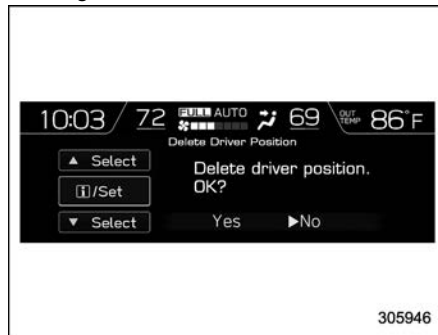 10:03 72 FULL AUTO 69 OUT TEMP 86°F
Delete Driver Position
▲ Select
i/Set
▼ Select
Delete driver position.
OK?
Yes ▶No
305946